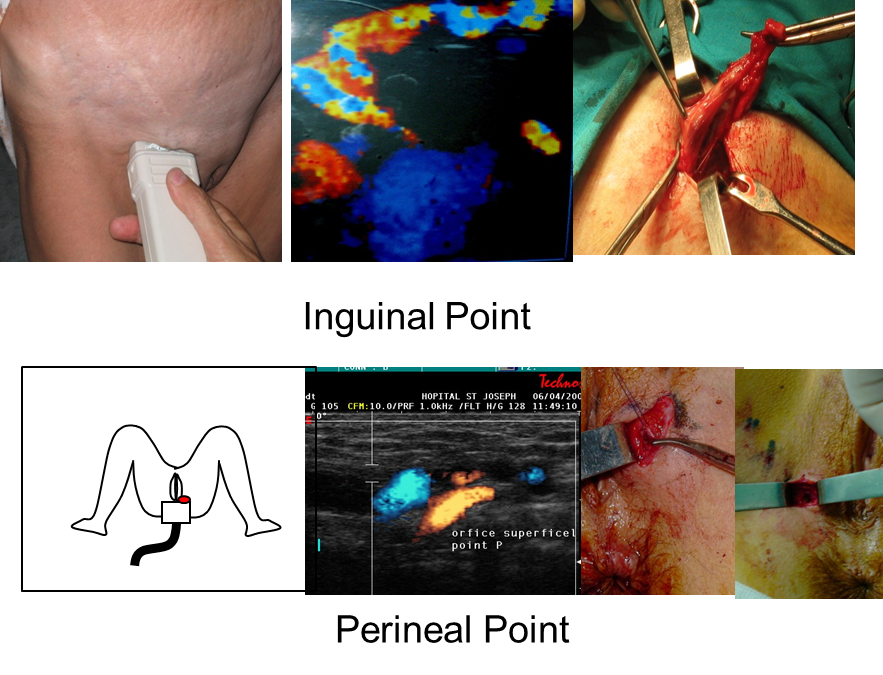 Inguinal Point
Techno
HOPITAL ST JOSEPH 06/04/200
G 105 CFM:10.0/PRF 1.0kHz /FLT H/G 128 11:49:10
0°
orfice superficel
point P
Perineal Point